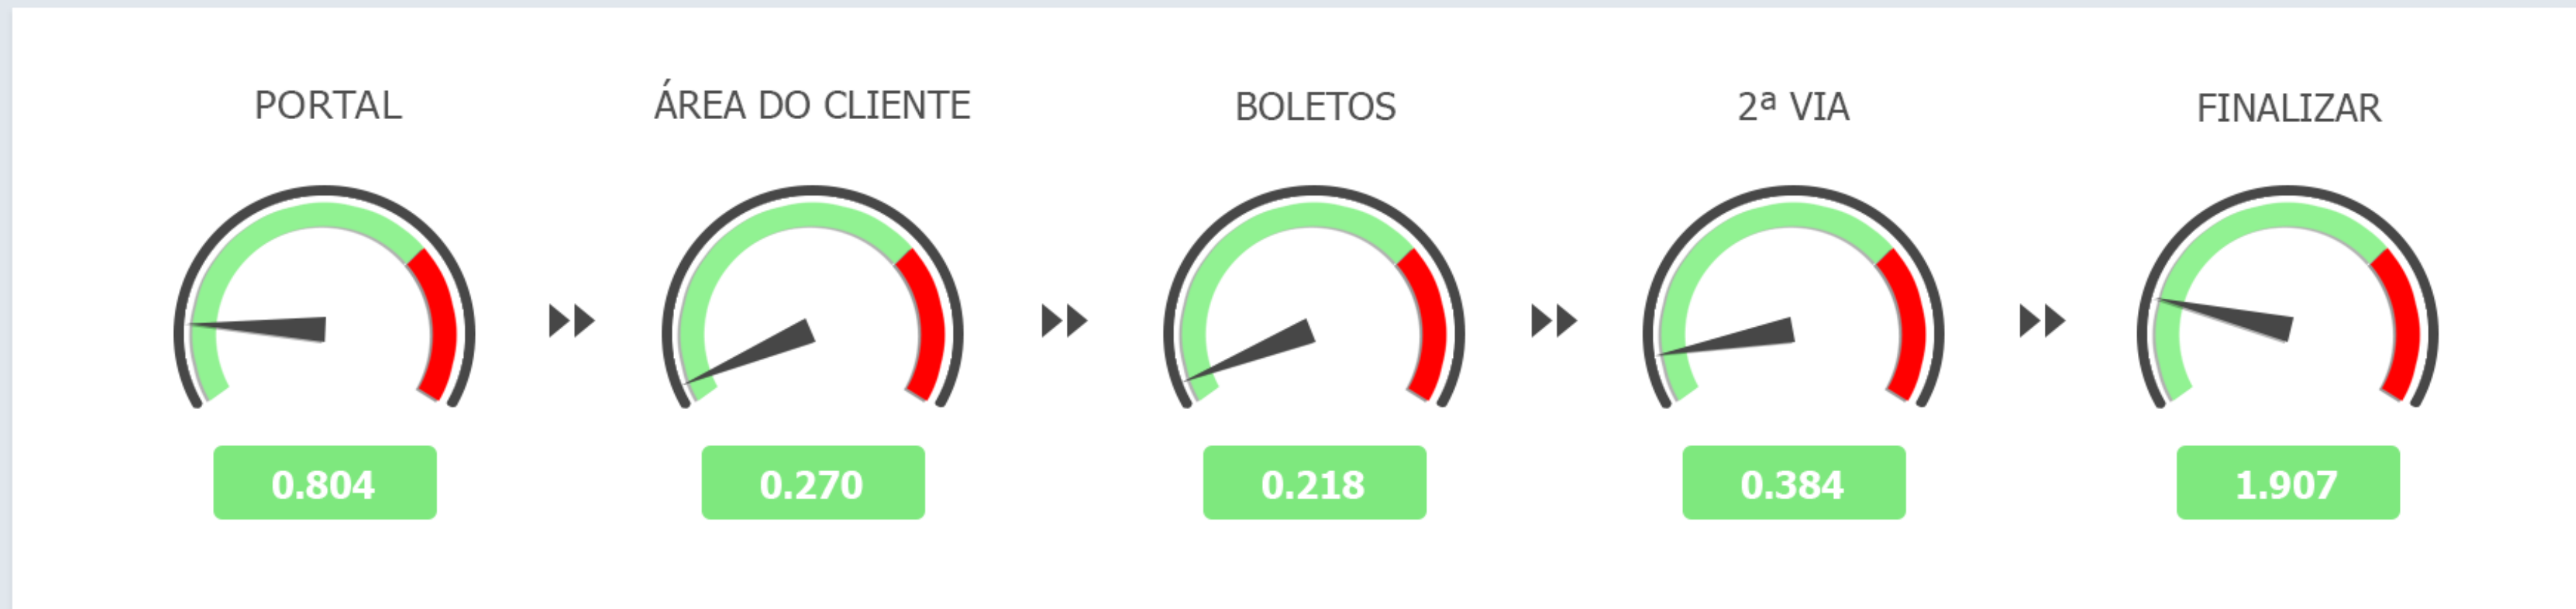 PORTAL
ÁREA DO CLIENTE
BOLETOS
2ª VIA
FINALIZAR
0.804
0.270
0.218
0.384
1.907